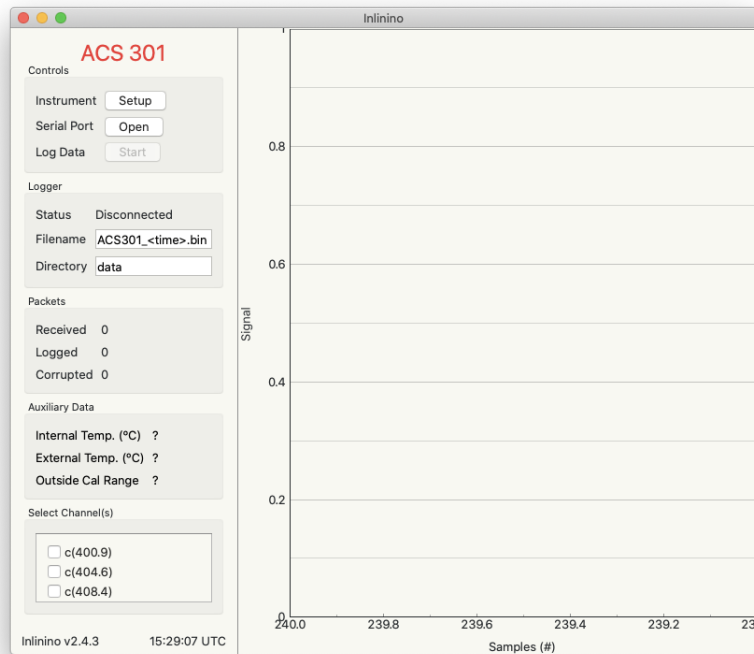 Inlinino
ACS 301
Controls
Instrument Setup
Serial Port Open
Log Data Start
Logger
Status Disconnected
Filename ACS301_<time>.bin
Directory data
Packets
Received 0
Logged 0
Corrupted 0
Auxiliary Data
Internal Temp. (ºC) ?
External Temp. (ºC) ?
Outside Cal Range ?
Select Channel(s)
c(400.9)
c(404.6)
c(408.4)
Inlinino v2.4.3 15:29:07 UTC
Signal
1
0.8
0.6
0.4
0.2
0
240.0 239.8 239.6 239.4 239.2
Samples (#)